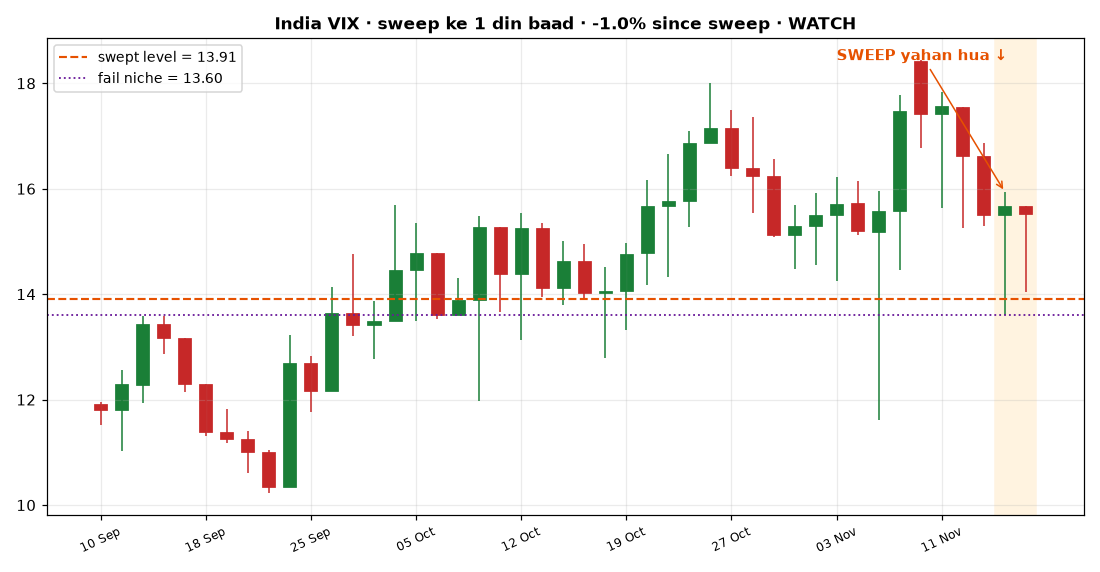 India VIX · sweep ke 1 din baad · -1.0% since sweep · WATCH
swept level = 13.91
fail niche = 13.60
SWEEP yahan hua ↓
18
16
14
12
10
10 Sep
18 Sep
25 Sep
05 Oct
12 Oct
19 Oct
27 Oct
03 Nov
11 Nov